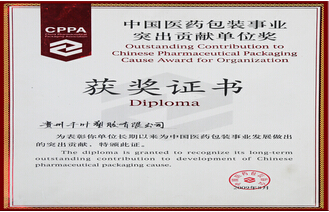 CPPA
中国医药包装事业
突出贡献单位奖
Outstanding Contribution to
Chinese Pharmaceutical Packaging
Cause Award for Organization
获奖证书
Diploma
贵州千叶塑胶有限公司
为表彰你单位长期以来为中国医药包装事业发展做出
的突出贡献，特颁此证。
The diploma is granted to recognize its long-term
outstanding contribution to development of Chinese
pharmaceutical packaging cause.